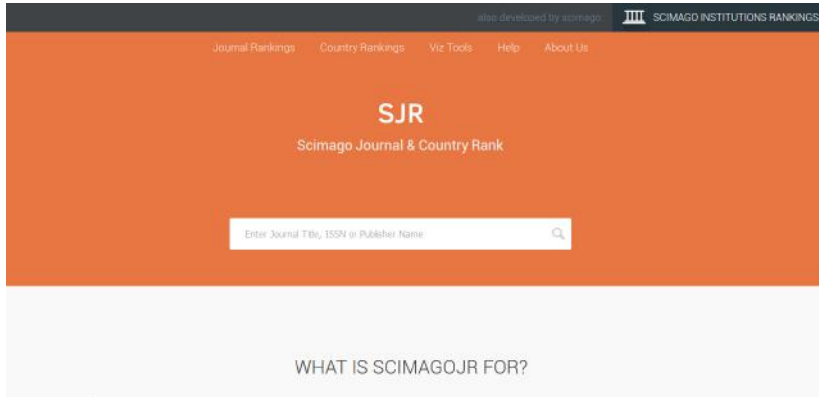 also developed by scimago: SCIMAGO INSTITUTIONS RANKINGS
Journal Rankings Country Rankings Viz Tools Help About Us
SJR
Scimago Journal & Country Rank
Enter Journal Title, ISSN or Publisher Name
WHAT IS SCIMAGOJR FOR?